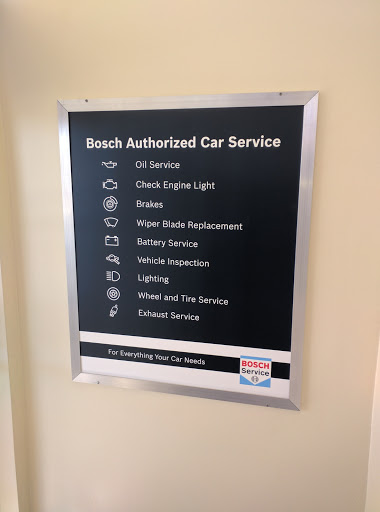 Bosch Authorized Car Service
Oil Service
Check Engine Light
Brakes
Wiper Blade Replacement
Battery Service
Vehicle Inspection
Lighting
Wheel and Tire Service
Exhaust Service
For Everything Your Car Needs
BOSCH
Service